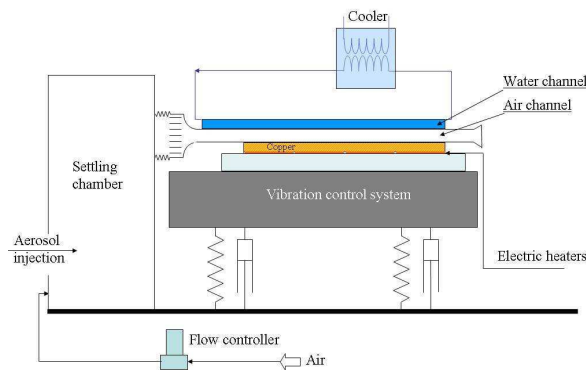 Cooler
Water channel
Air channel
Copper
Settling
chamber
Vibration control system
Aerosol
injection
Electric heaters
Flow controller
Air